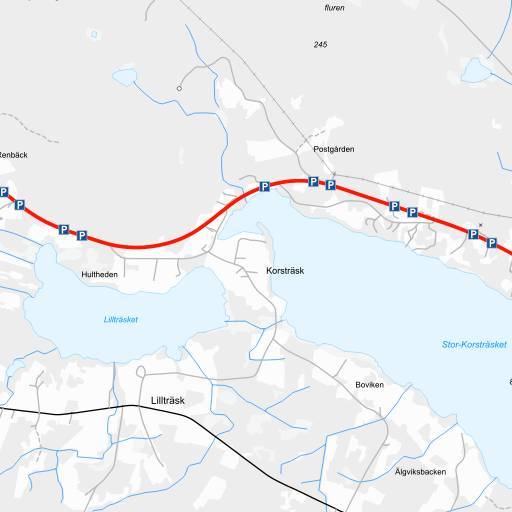 fluren
245
Postgården
Renbäck
P
P
P
P
P
P
P
P
P
P
P
Hultheden
Korsträsk
Lillträsket
Stor-Korsträsket
Boviken
Lillträsk
Älgviksbacken